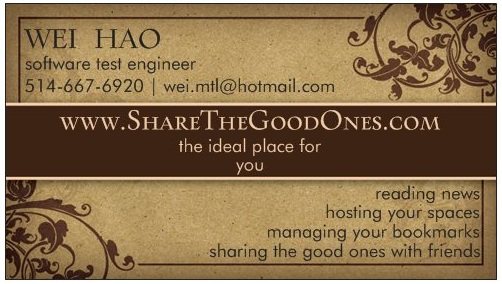 WEI HAO
software test engineer
514-667-6920 | wei.mtl@hotmail.com
www.ShareTheGoodOnes.com
the ideal place for
you
reading news
hosting your spaces
managing your bookmarks
sharing the good ones with friends